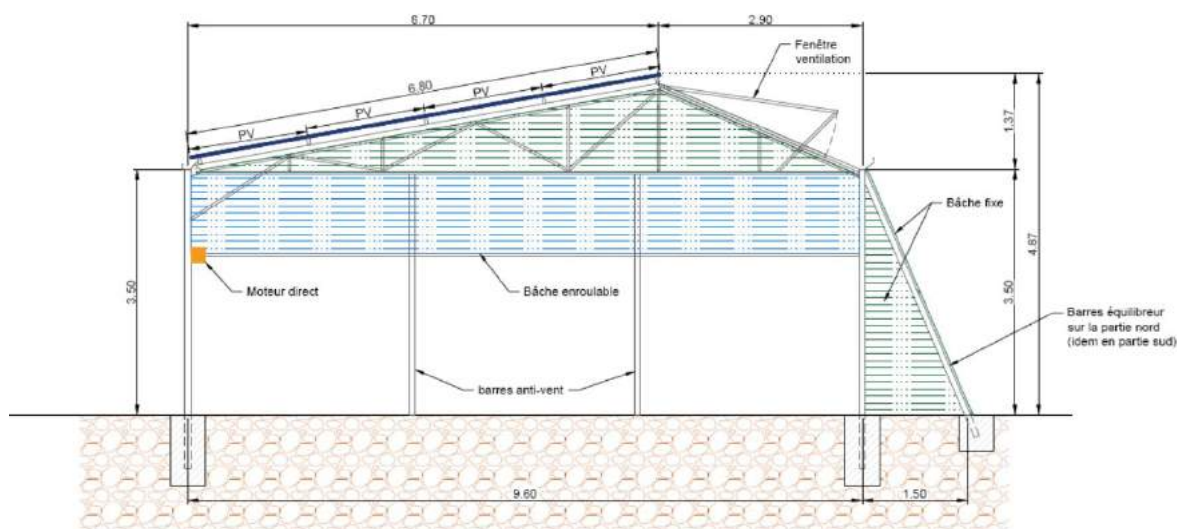 6.70
2.90
Fenêtre
ventilation
PV
6.80
PV
PV
PV
1.37
Bâche fixe
4.87
3.50
3.50
Moteur direct
Bâche enroulable
Barres équilibreur
sur la partie nord
(idem en partie sud)
barres anti-vent
9.60
1.50